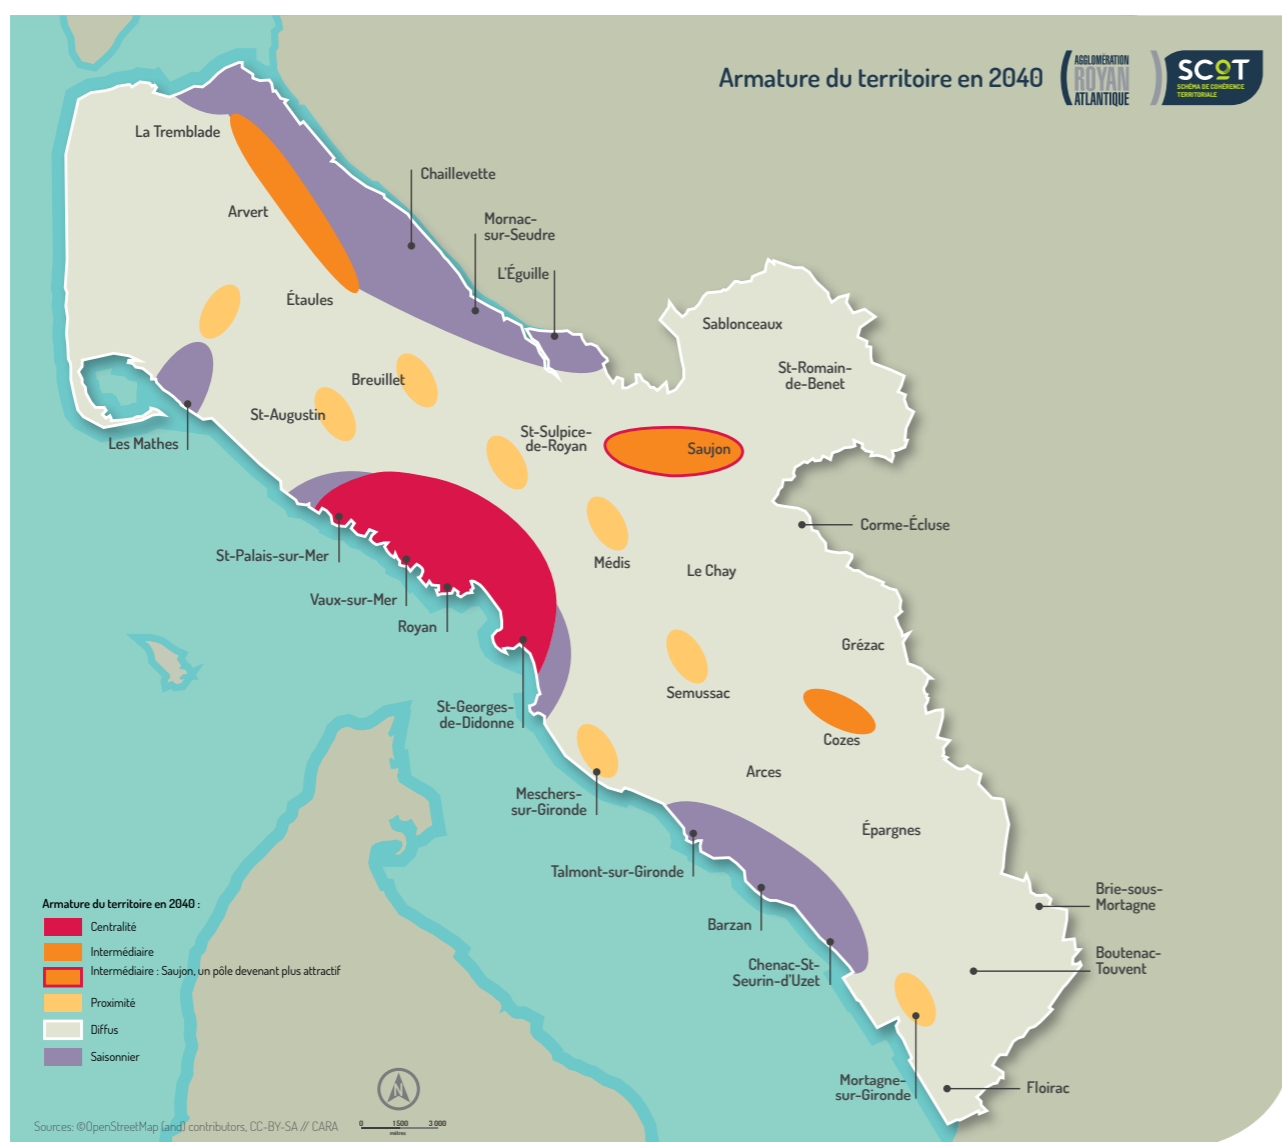 Armature du territoire en 2040
AGGLOMÉRATION
ROYAN
ATLANTIQUE
SCOT
SCHÉMA DE COHÉRENCE
TERRITORIALE
La Tremblade
Chaillevette
Arvert
Mornac-
sur-Seudre
L'Éguille
Étaules
Sablonceaux
St-Romain-
de-Benet
Breuillet
St-Augustin
St-Sulpice-
de-Royan
Saujon
Les Mathes
Corme-Écluse
St-Palais-sur-Mer
Médis
Le Chay
Vaux-sur-Mer
Royan
Grézac
Semussac
St-Georges-
de-Didonne
Cozes
Arces
Meschers-
sur-Gironde
Épargnes
Talmont-sur-Gironde
Brie-sous-
Mortagne
Barzan
Boutenac-
Touvent
Chenac-St-
Seurin-d'Uzet
Mortagne-
sur-Gironde
Floirac
Armature du territoire en 2040 :
Centralité
Intermédiaire
Intermédiaire : Saujon, un pôle devenant plus attractif
Proximité
Diffus
Saisonnier
N
Sources: ©OpenStreetMap (and) contributors, CC-BY-SA // CARA
0 1 500 3 000
mètres